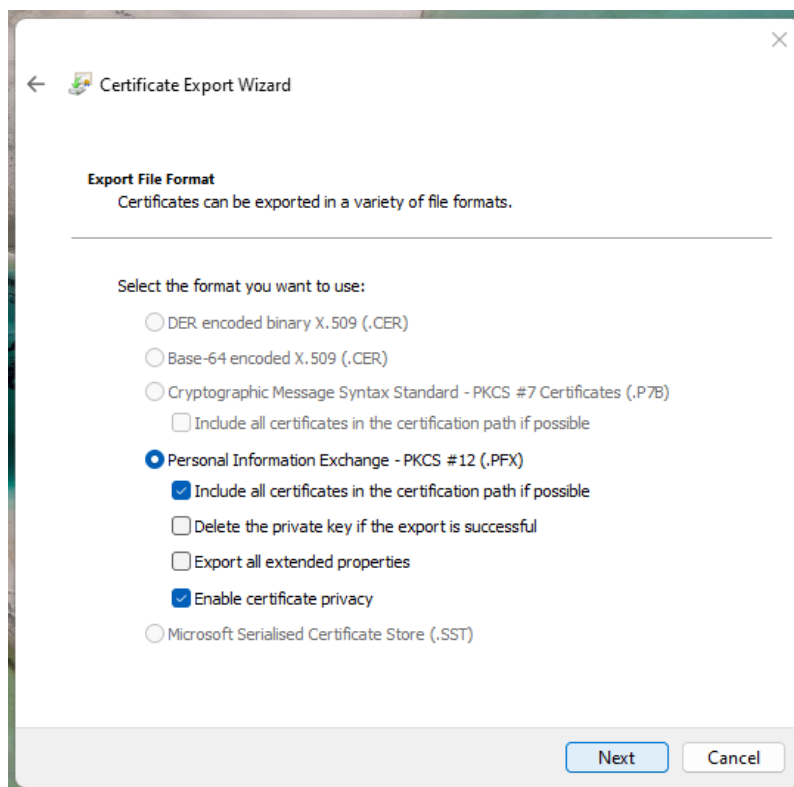 Certificate Export Wizard
Export File Format
Certificates can be exported in a variety of file formats.
Select the format you want to use:
DER encoded binary X.509 (.CER)
Base-64 encoded X.509 (.CER)
Cryptographic Message Syntax Standard - PKCS #7 Certificates (.P7B)
Include all certificates in the certification path if possible
Personal Information Exchange - PKCS #12 (.PFX)
Include all certificates in the certification path if possible
Delete the private key if the export is successful
Export all extended properties
Enable certificate privacy
Microsoft Serialised Certificate Store (.SST)
Next Cancel